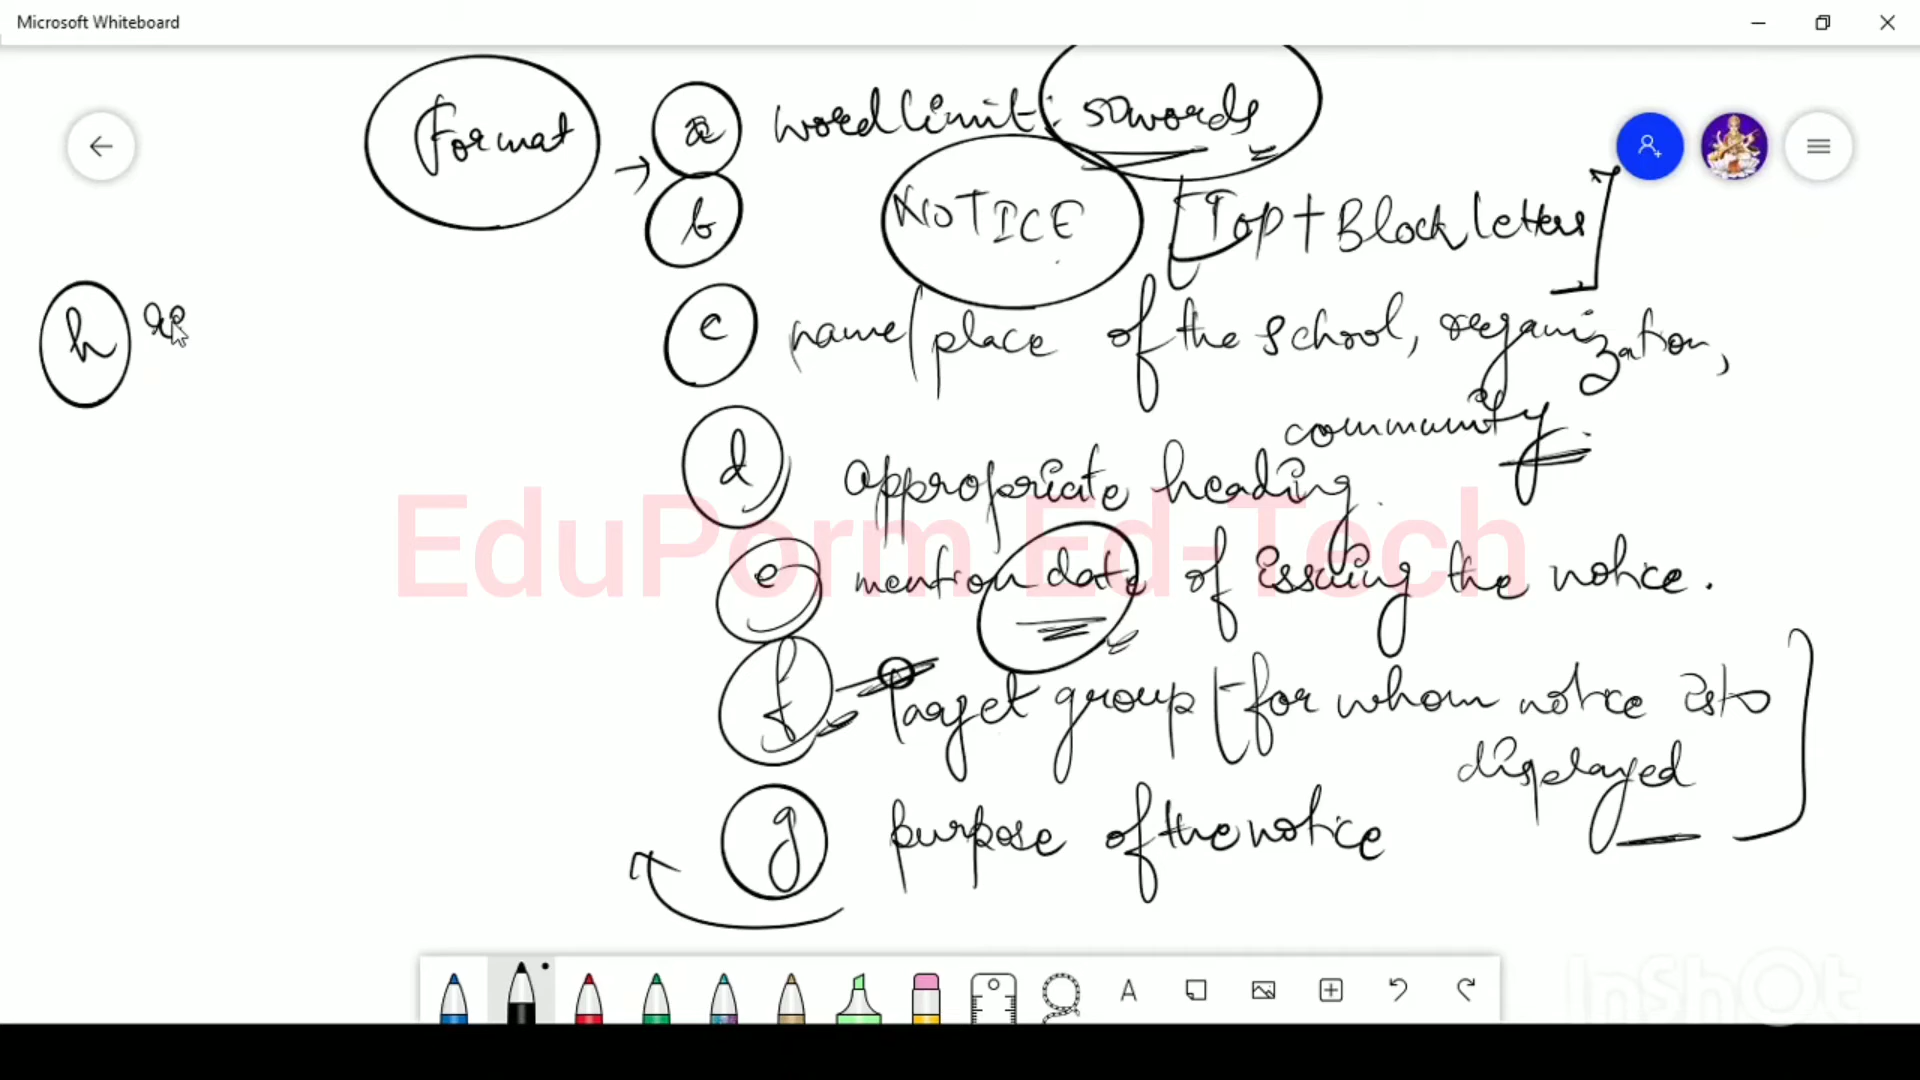 Microsoft Whiteboard
Format
a word limit: 50words
b NOTICE [Top + Block letters]
c name/place of the school, organization,
community.
d appropriate heading.
e mention date of issuing the notice.
f Target group [for whom notice is to
displayed]
g purpose of the notice
h
EduPorm Ed-Tech
InShOt